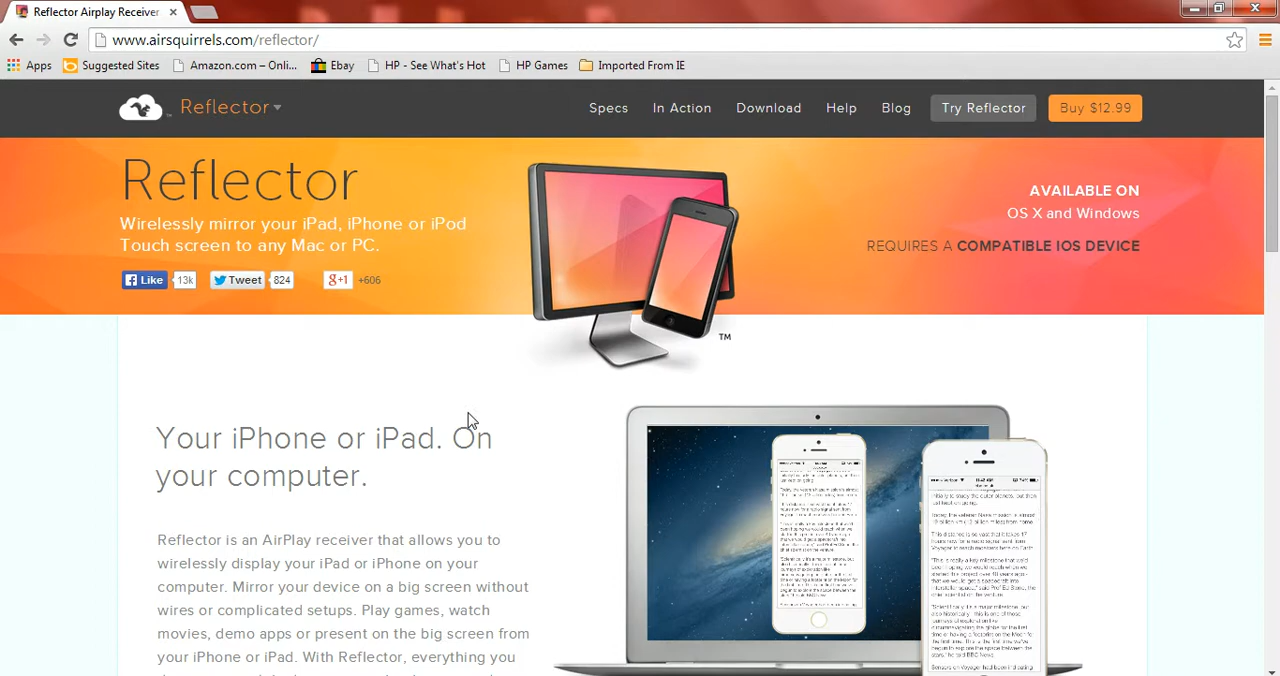 Reflector Airplay Receiver
www.airsquirrels.com/reflector/
Apps Suggested Sites Amazon.com – Onli... Ebay HP - See What's Hot HP Games Imported From IE
Reflector Specs In Action Download Help Blog Try Reflector Buy $12.99
Reflector
Wirelessly mirror your iPad, iPhone or iPod
Touch screen to any Mac or PC.
Like 13k Tweet 824 g+1 +606
AVAILABLE ON
OS X and Windows
REQUIRES A COMPATIBLE IOS DEVICE
TM
Your iPhone or iPad. On
your computer.
Reflector is an AirPlay receiver that allows you to
wirelessly display your iPad or iPhone on your
computer. Mirror your device on a big screen without
wires or complicated setups. Play games, watch
movies, demo apps or present on the big screen from
your iPhone or iPad. With Reflector, everything you